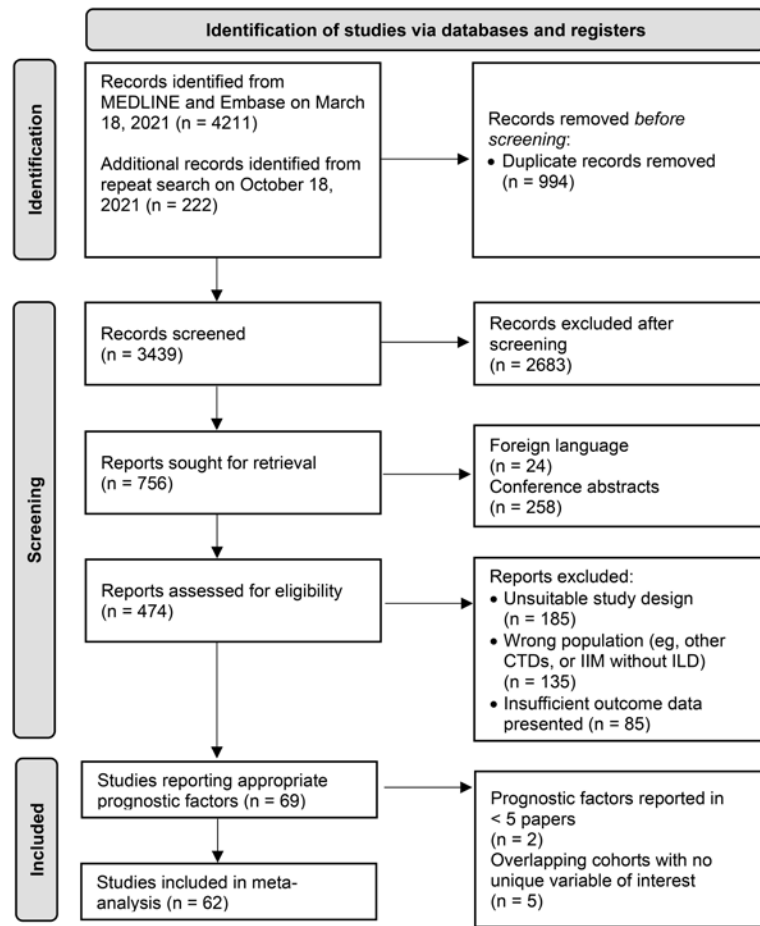 Identification of studies via databases and registers
Identification
Records identified from
MEDLINE and Embase on March
18, 2021 (n = 4211)
Additional records identified from
repeat search on October 18,
2021 (n = 222)
Records removed before
screening:
• Duplicate records removed
(n = 994)
Screening
Records screened
(n = 3439)
Records excluded after
screening
(n = 2683)
Reports sought for retrieval
(n = 756)
Foreign language
(n = 24)
Conference abstracts
(n = 258)
Reports assessed for eligibility
(n = 474)
Reports excluded:
• Unsuitable study design
(n = 185)
• Wrong population (eg, other
CTDs, or IIM without ILD)
(n = 135)
• Insufficient outcome data
presented (n = 85)
Included
Studies reporting appropriate
prognostic factors (n = 69)
Prognostic factors reported in
< 5 papers
(n = 2)
Overlapping cohorts with no
unique variable of interest
(n = 5)
Studies included in meta-
analysis (n = 62)